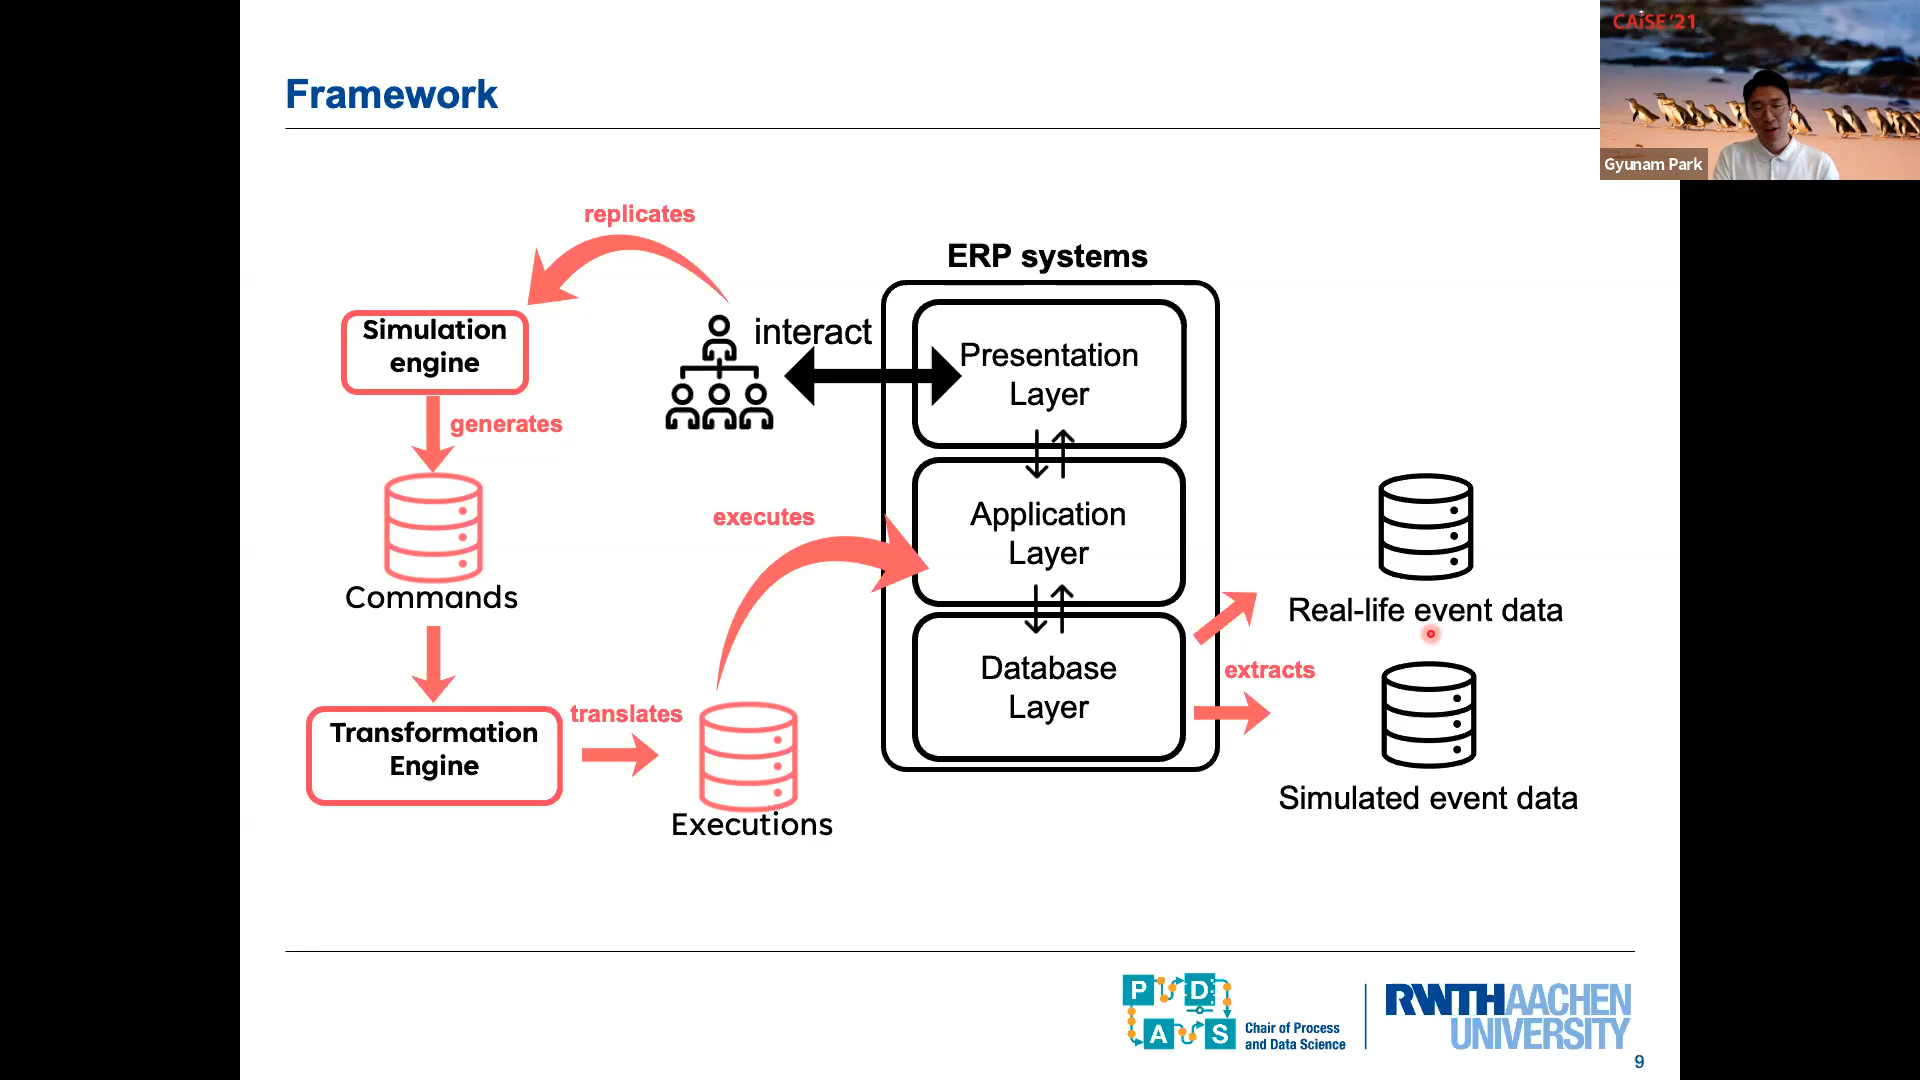 CAiSE '21
Gyunam Park
Framework
replicates
ERP systems
Simulation
engine
interact
Presentation
Layer
generates
executes
Application
Layer
Commands
Real-life event data
Database
Layer
extracts
translates
Transformation
Engine
Simulated event data
Executions
P D
A S
Chair of Process
and Data Science
RWTH AACHEN
UNIVERSITY
9